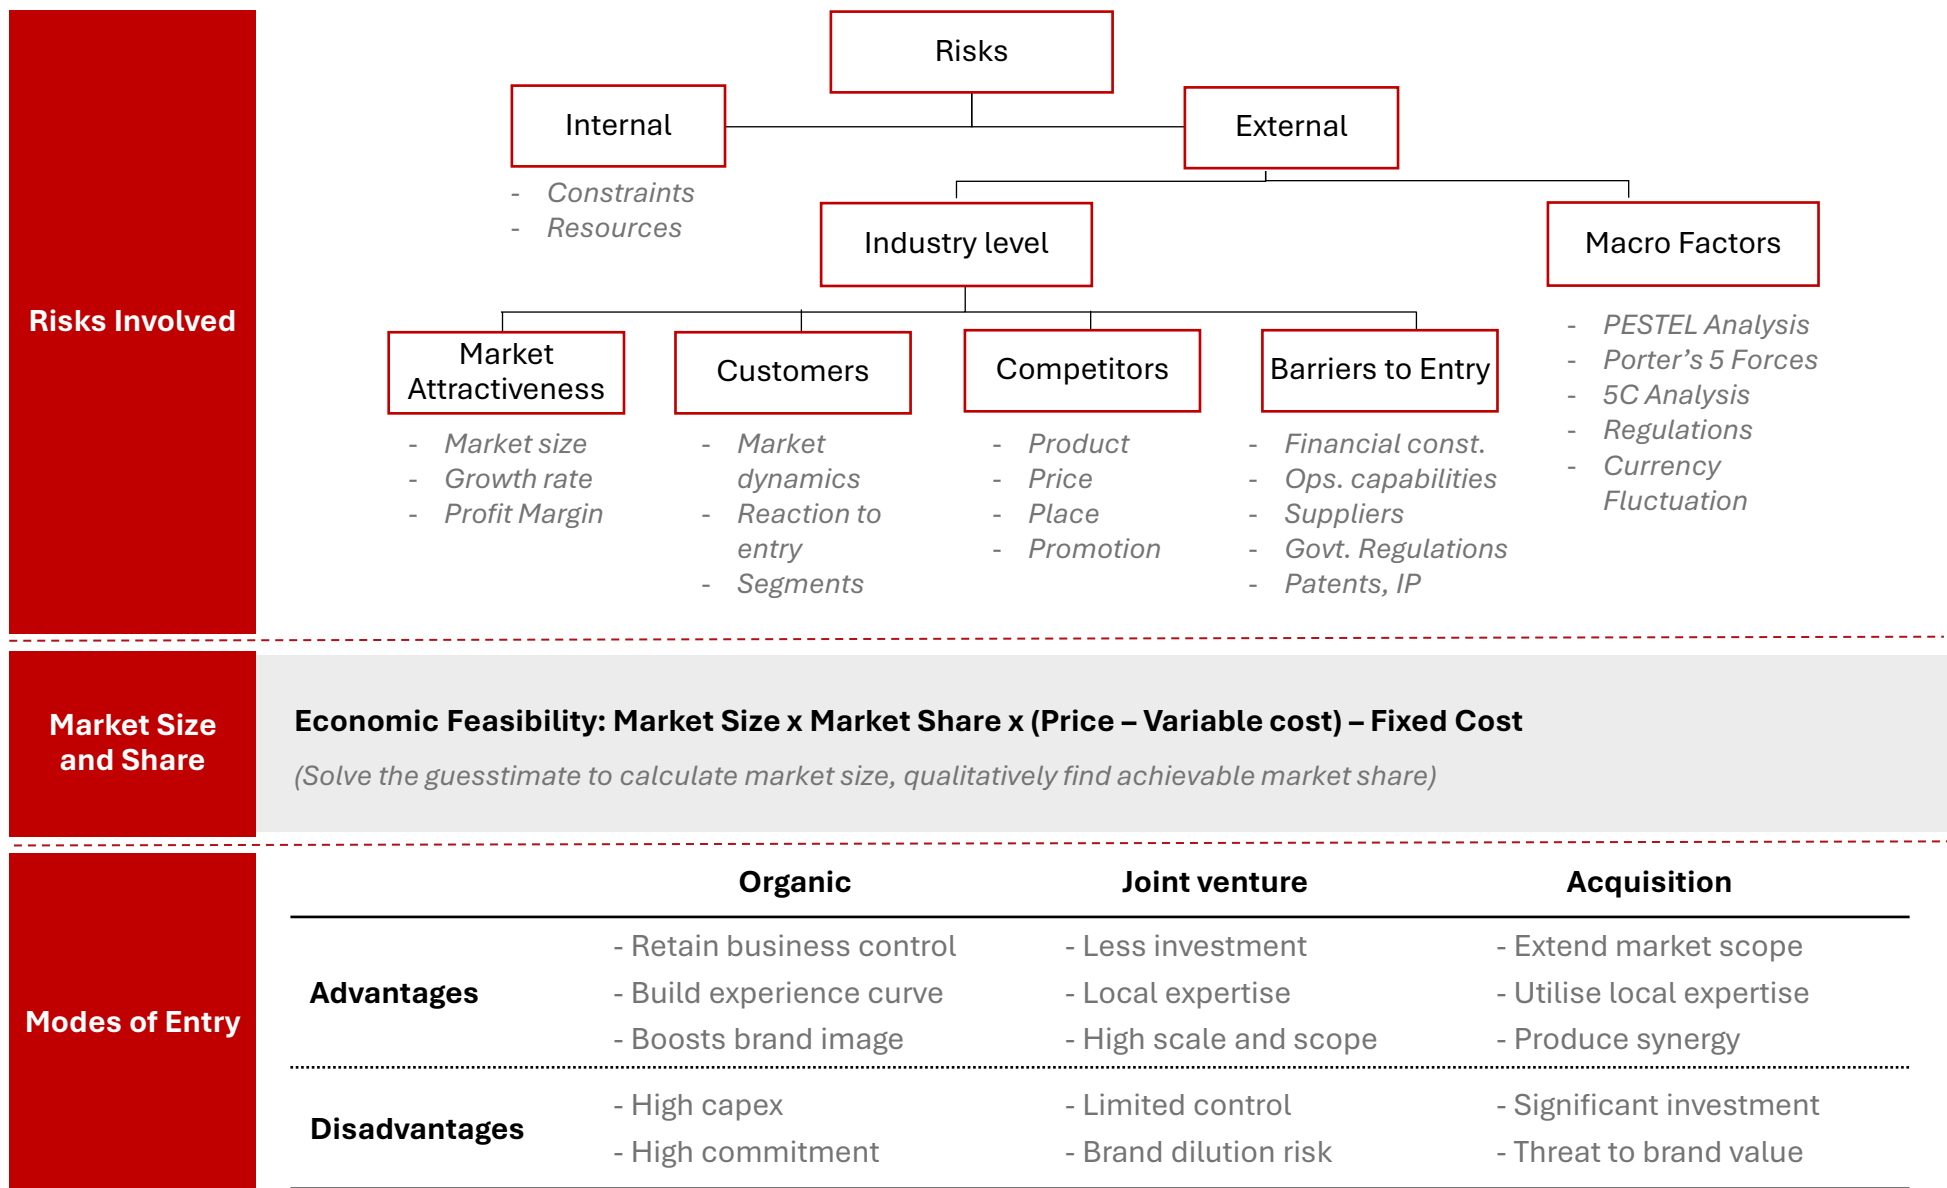 Risks Involved
Risks
Internal
External
- Constraints
- Resources
Industry level
Macro Factors
Market
Attractiveness
Customers
Competitors
Barriers to Entry
- Market size
- Growth rate
- Profit Margin
- Market
dynamics
- Reaction to
entry
- Segments
- Product
- Price
- Place
- Promotion
- Financial const.
- Ops. capabilities
- Suppliers
- Govt. Regulations
- Patents, IP
- PESTEL Analysis
- Porter’s 5 Forces
- 5C Analysis
- Regulations
- Currency
Fluctuation
Market Size
and Share
Economic Feasibility: Market Size x Market Share x (Price – Variable cost) – Fixed Cost
(Solve the guesstimate to calculate market size, qualitatively find achievable market share)
Modes of Entry
Organic
Joint venture
Acquisition
Advantages
- Retain business control
- Build experience curve
- Boosts brand image
- Less investment
- Local expertise
- High scale and scope
- Extend market scope
- Utilise local expertise
- Produce synergy
Disadvantages
- High capex
- High commitment
- Limited control
- Brand dilution risk
- Significant investment
- Threat to brand value